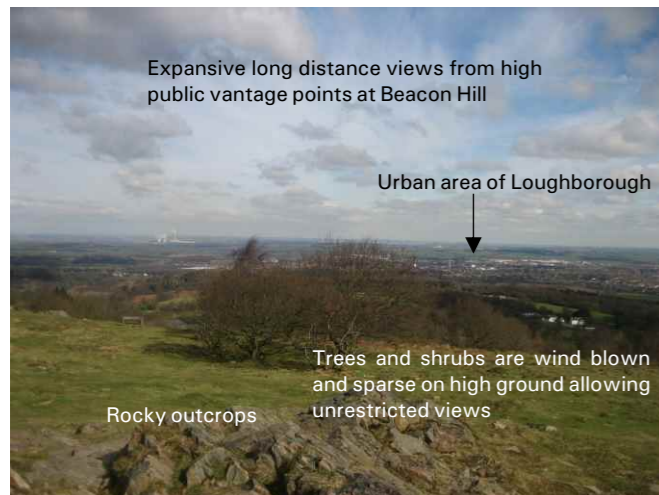 Expansive long distance views from high
public vantage points at Beacon Hill
Urban area of Loughborough
Trees and shrubs are wind blown
and sparse on high ground allowing
unrestricted views
Rocky outcrops